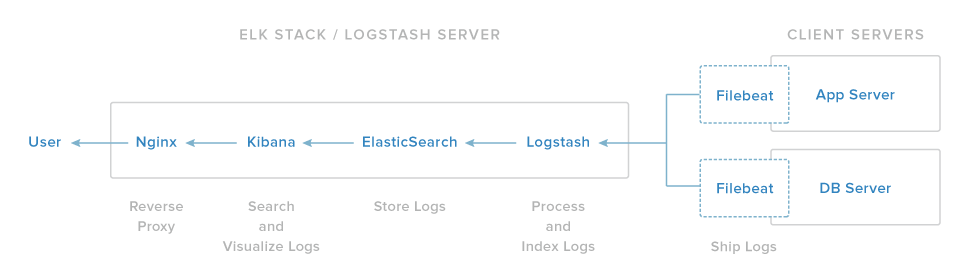 ELK STACK / LOGSTASH SERVER
CLIENT SERVERS
Filebeat
App Server
User
Nginx
Kibana
ElasticSearch
Logstash
Filebeat
DB Server
Reverse
Proxy
Search
and
Visualize Logs
Store Logs
Process
and
Index Logs
Ship Logs